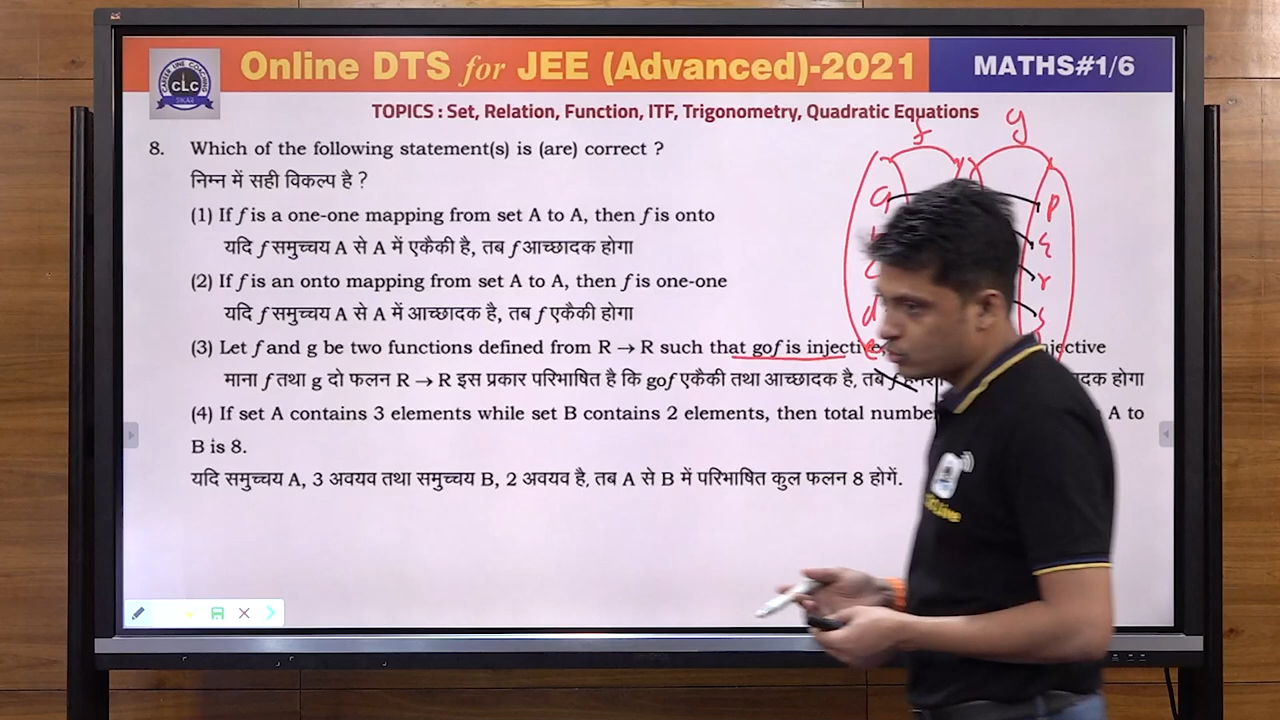 Online DTS for JEE (Advanced)-2021
MATHS#1/6
CAREER LINE COACHING
CLC
SIKAR
TOPICS : Set, Relation, Function, ITF, Trigonometry, Quadratic Equations
f g
8. Which of the following statement(s) is (are) correct ?
निम्न में सही विकल्प है ?
(1) If f is a one-one mapping from set A to A, then f is onto
यदि f समुच्चय A से A में एकैकी है, तब f आच्छादक होगा
(2) If f is an onto mapping from set A to A, then f is one-one
यदि f समुच्चय A से A में आच्छादक है, तब f एकैकी होगा
(3) Let f and g be two functions defined from R → R such that gof is injective,
माना f तथा g दो फलन R → R इस प्रकार परिभाषित है कि gof एकैकी तथा आच्छादक है, तब f होगा
(4) If set A contains 3 elements while set B contains 2 elements, then total A to
B is 8.
यदि समुच्चय A, 3 अवयव तथा समुच्चय B, 2 अवयव है, तब A से B में परिभाषित कुल फलन 8 होगें.
a p
q
c r
d s
e